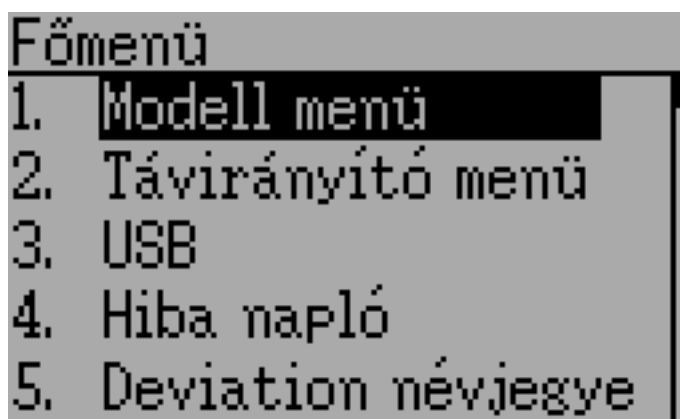 Főmenü
1. Modell menü
2. Távirányító menü
3. USB
4. Hiba napló
5. Deviation névjegye